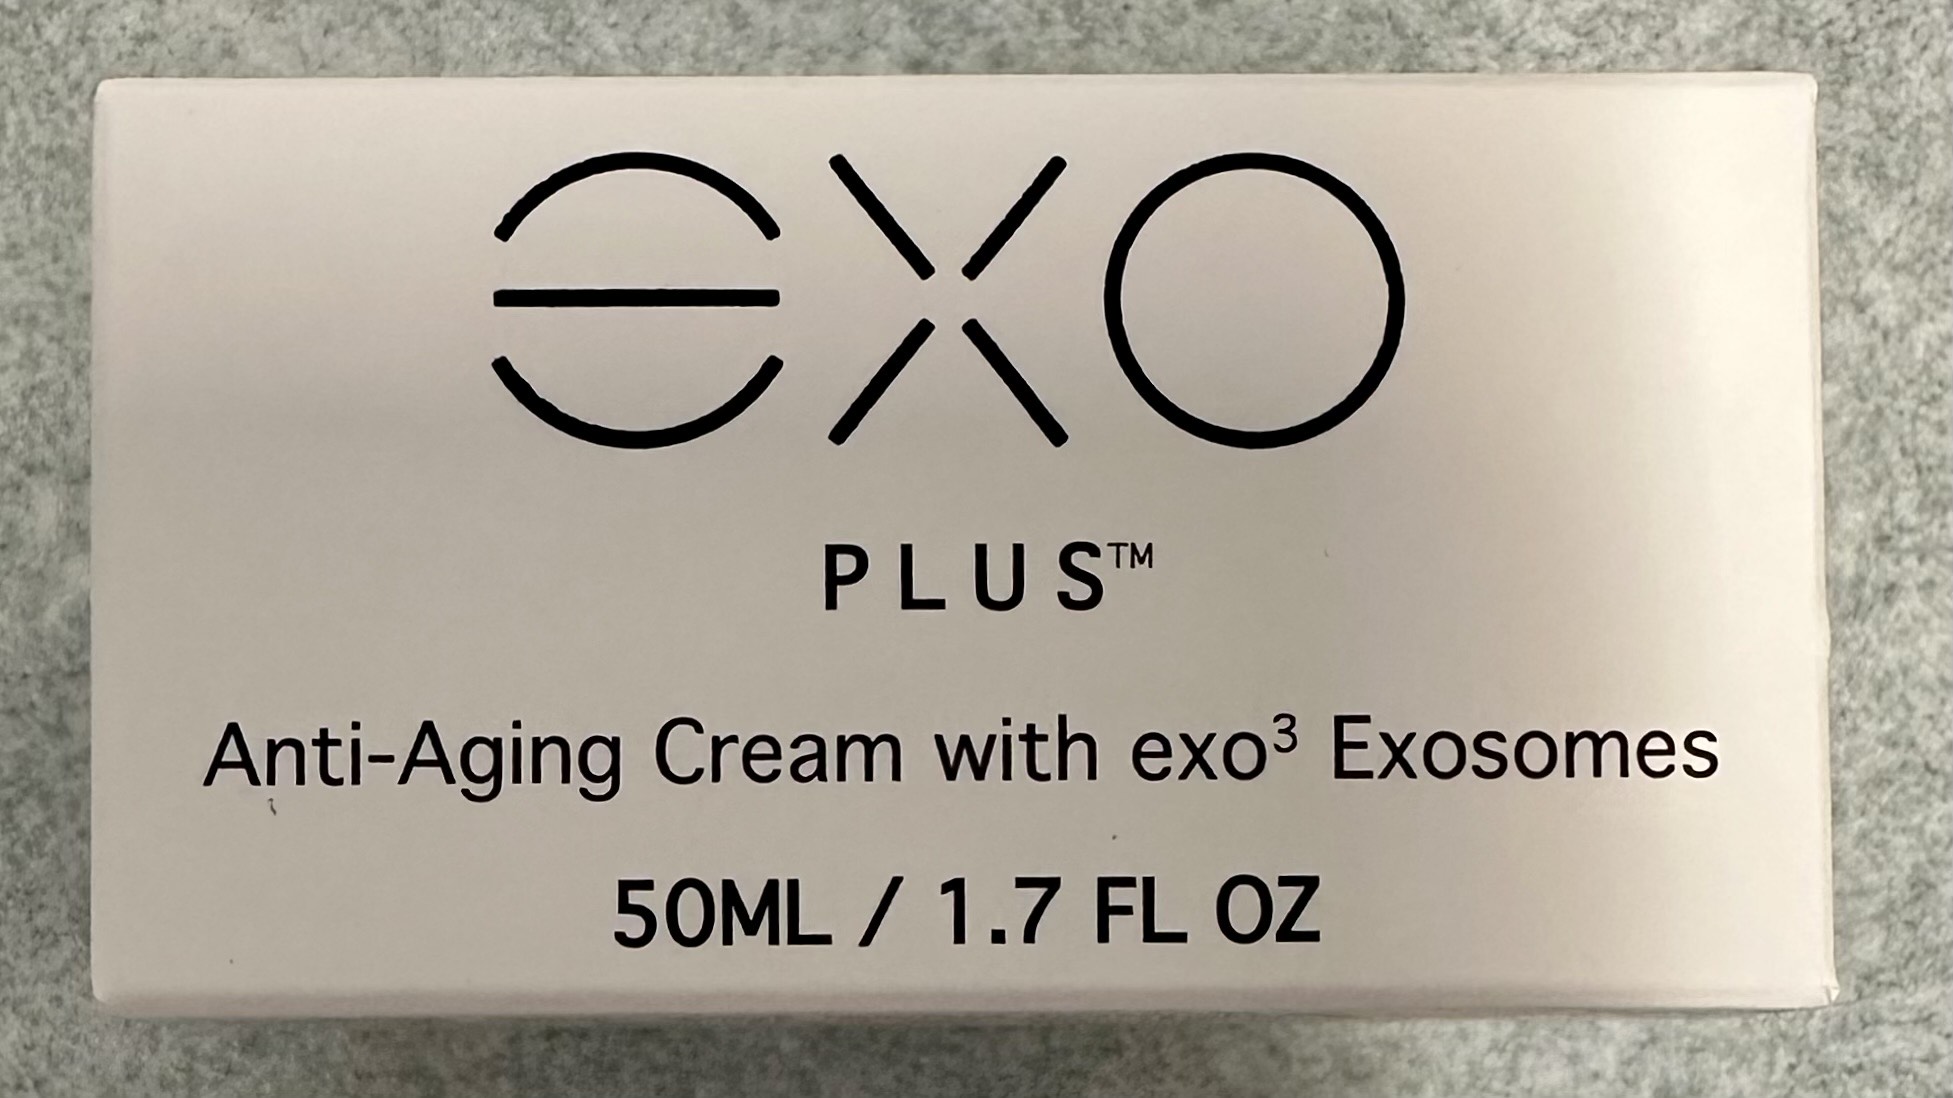 exo
PLUS™
Anti-Aging Cream with exo³ Exosomes
50ML / 1.7 FL OZ